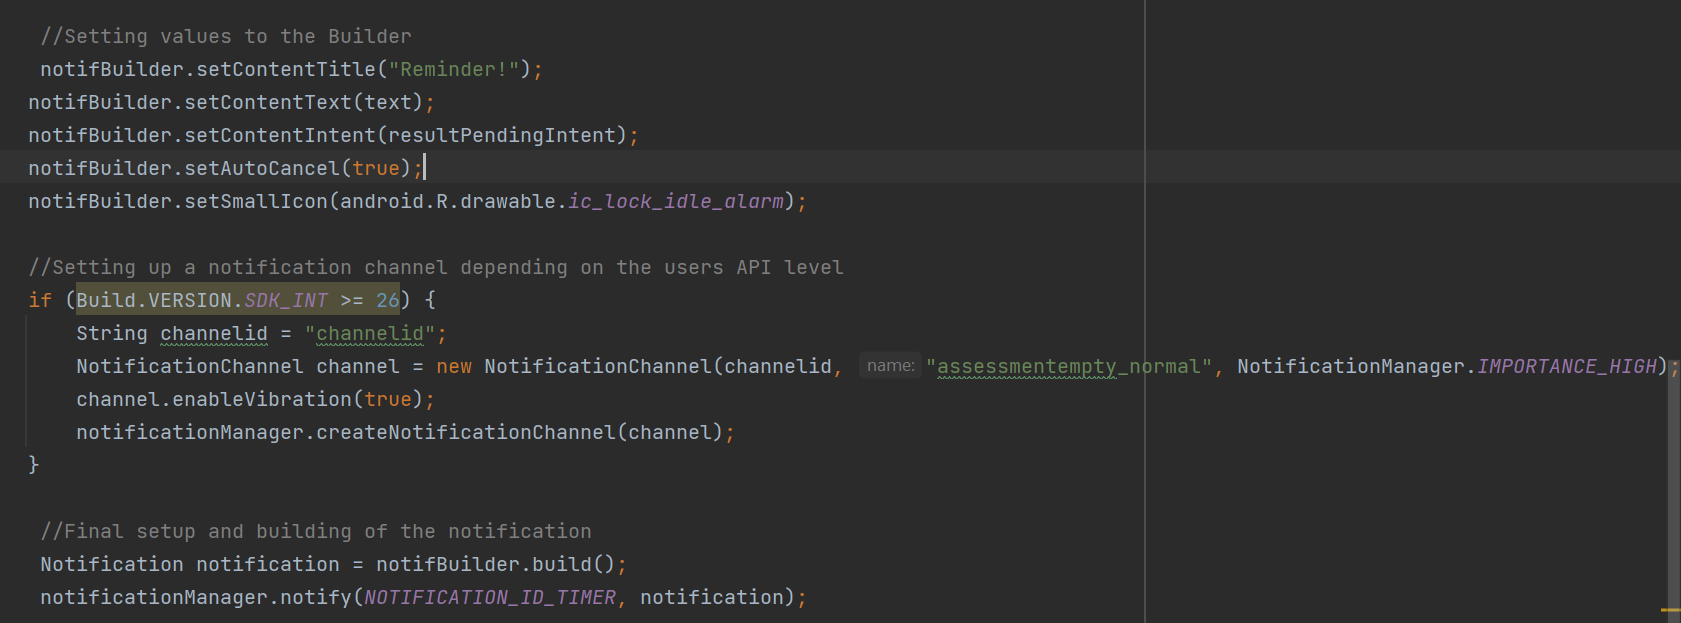 //Setting values to the Builder
notifBuilder.setContentTitle("Reminder!");
notifBuilder.setContentText(text);
notifBuilder.setContentIntent(resultPendingIntent);
notifBuilder.setAutoCancel(true);
notifBuilder.setSmallIcon(android.R.drawable.ic_lock_idle_alarm);
//Setting up a notification channel depending on the users API level
if (Build.VERSION.SDK_INT >= 26) {
String channelid = "channelid";
NotificationChannel channel = new NotificationChannel(channelid, name: "assessmentempty_normal", NotificationManager.IMPORTANCE_HIGH);
channel.enableVibration(true);
notificationManager.createNotificationChannel(channel);
}
//Final setup and building of the notification
Notification notification = notifBuilder.build();
notificationManager.notify(NOTIFICATION_ID_TIMER, notification);